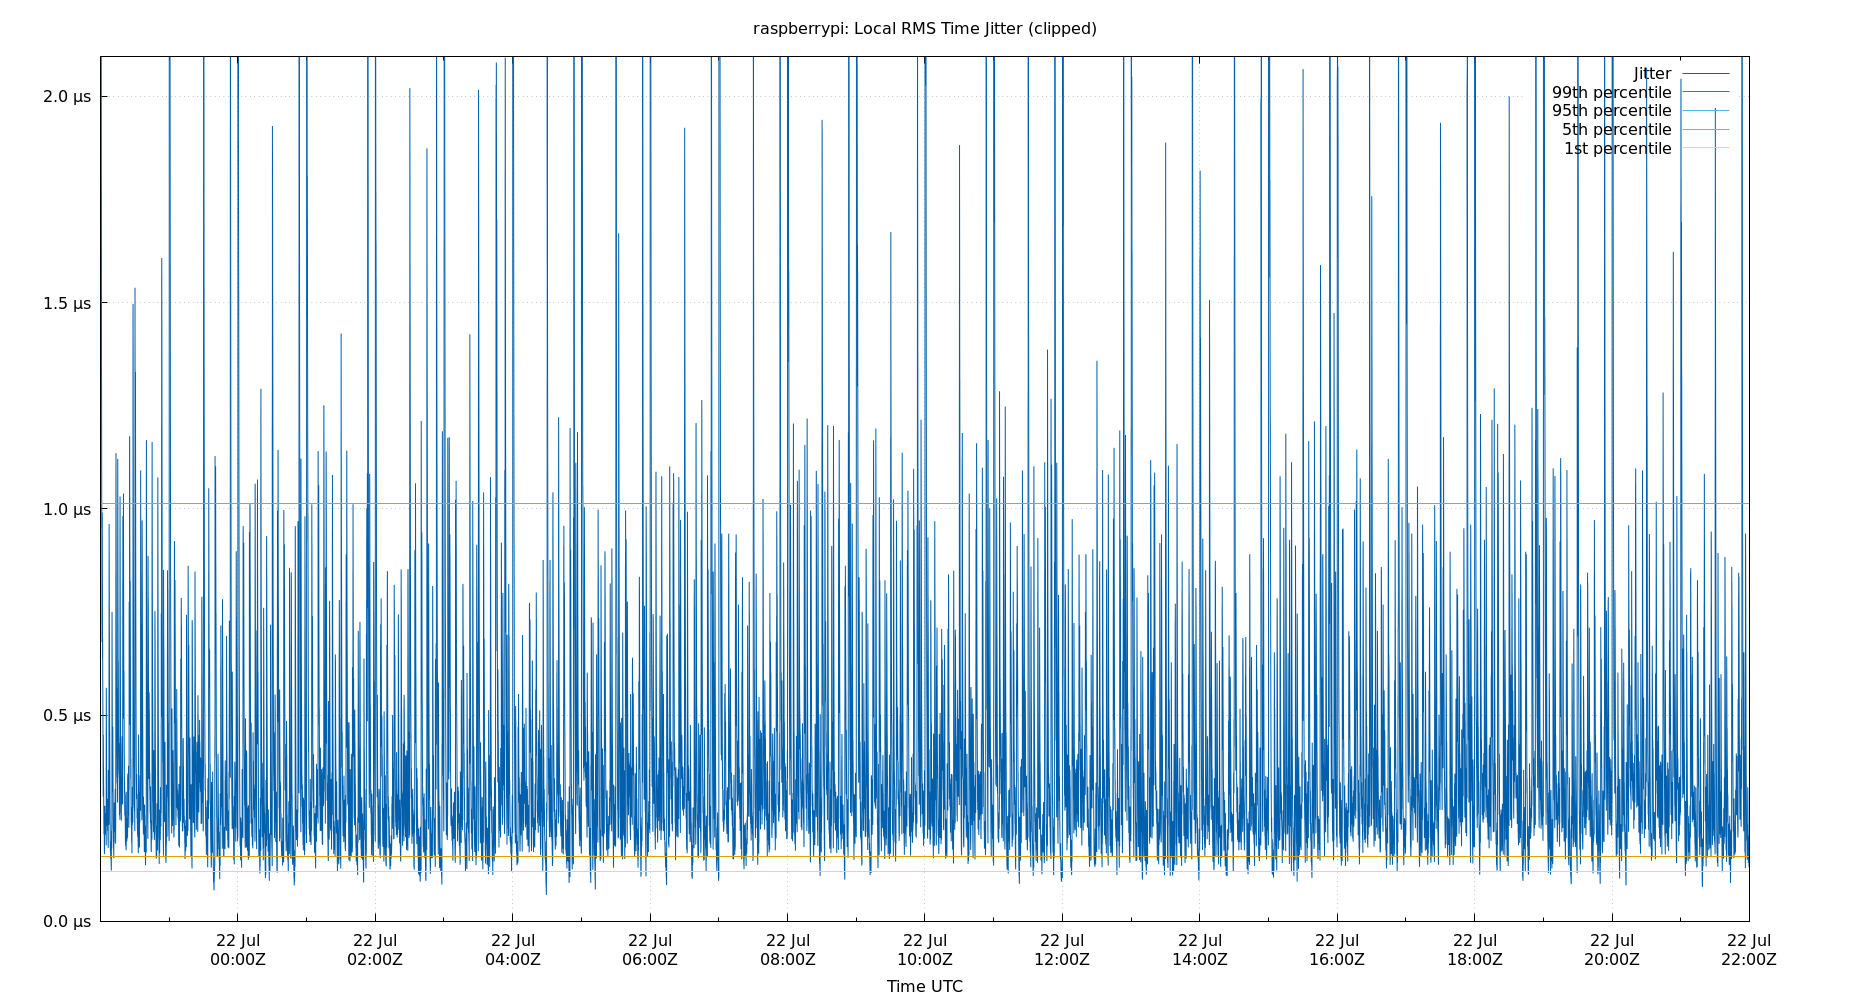 raspberrypi: Local RMS Time Jitter (clipped)
Jitter
99th percentile
95th percentile
5th percentile
1st percentile
2.0 µs
1.5 µs
1.0 µs
0.5 µs
0.0 µs
22 Jul 22 Jul 22 Jul 22 Jul 22 Jul 22 Jul 22 Jul 22 Jul 22 Jul 22 Jul 22 Jul 22 Jul
00:00Z 02:00Z 04:00Z 06:00Z 08:00Z 10:00Z 12:00Z 14:00Z 16:00Z 18:00Z 20:00Z 22:00Z
Time UTC